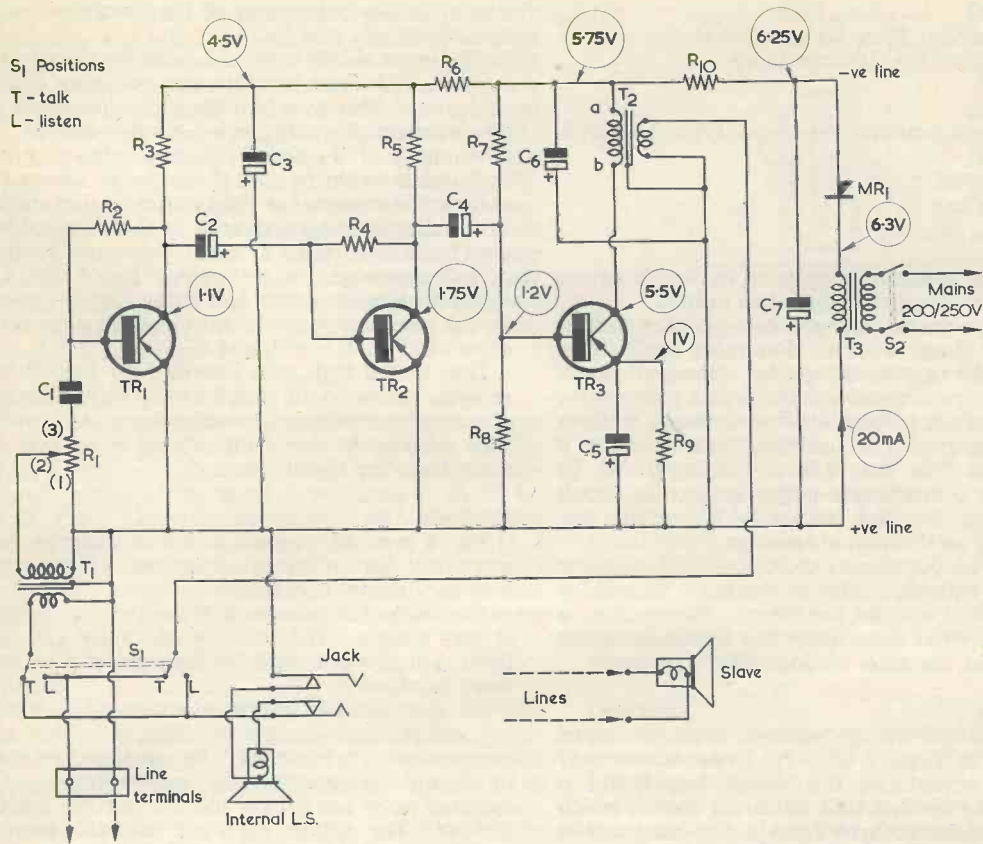 4·5V
5·75V
6·25V
S1 Positions
T - talk
L - listen
R6
R10
-ve line
T2
a
b
R3
C3
+
R5
R7
C6
+
MR1
R2
C2
+
R4
C4
+
6·3V
1·1V
1·75V
1·2V
5·5V
1V
C7
+
T3
S2
Mains
200/250V
TR1
TR2
TR3
C1
+
R8
C5
+
R9
20mA
(3)
(2)
R1
(1)
+ve line
T1
S1
T L
T L
Jack
Lines
Slave
Line
terminals
Internal L.S.